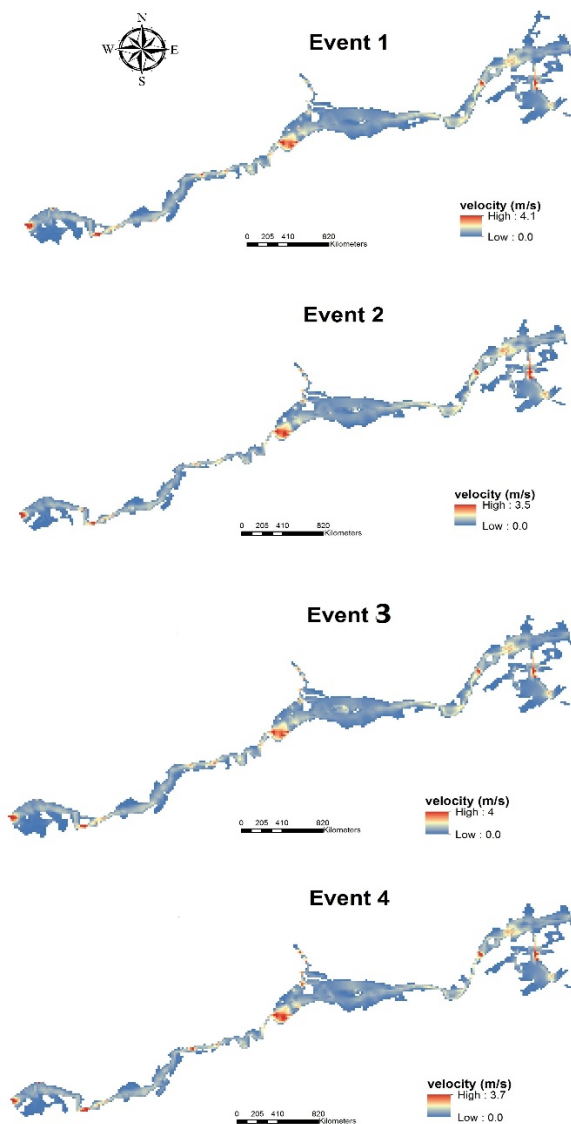 N
Event 1
W E
S
velocity (m/s)
High : 4.1
Low : 0.0
0 205 410 820
Kilometers
Event 2
velocity (m/s)
High : 3.5
Low : 0.0
0 205 410 820
Kilometers
Event 3
velocity (m/s)
High : 4
Low : 0.0
0 205 410 820
Kilometers
Event 4
velocity (m/s)
High : 3.7
Low : 0.0
0 205 410 820
Kilometers